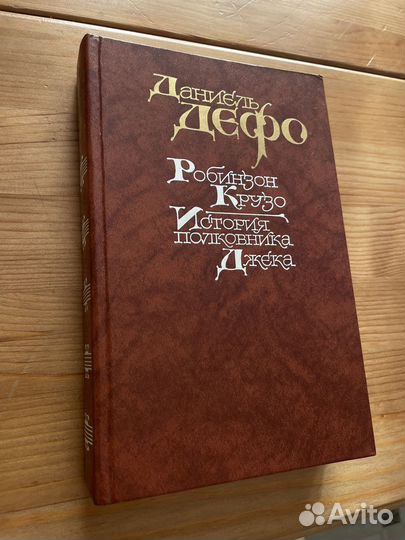 Даниель
Дефо
Робинзон
Крузо
История
полковника
Джека
Avito